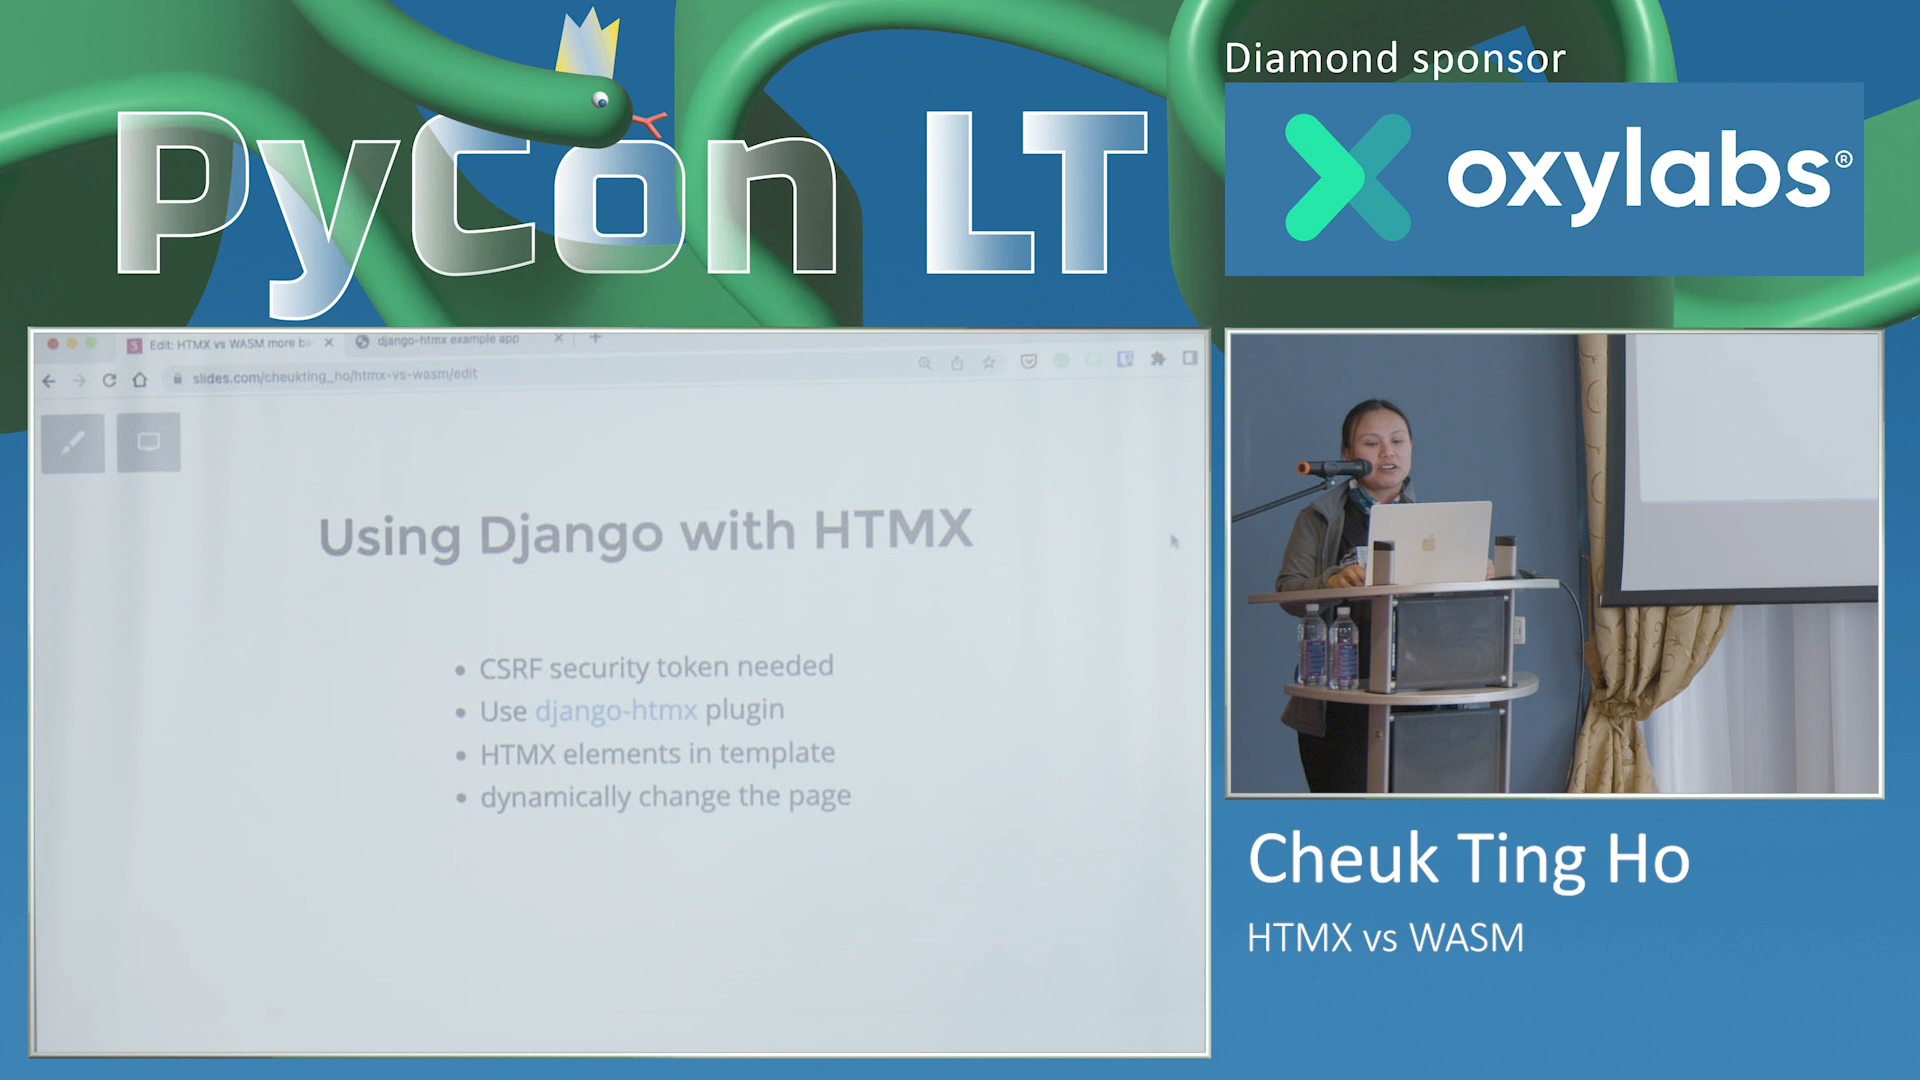 PyCon LT
Diamond sponsor
oxylabs®
Edit: HTMX vs WASM more ba
django-htmx example app
slides.com/cheukting_ho/htmx-vs-wasm/edit
Using Django with HTMX
• CSRF security token needed
• Use django-htmx plugin
• HTMX elements in template
• dynamically change the page
Cheuk Ting Ho
HTMX vs WASM